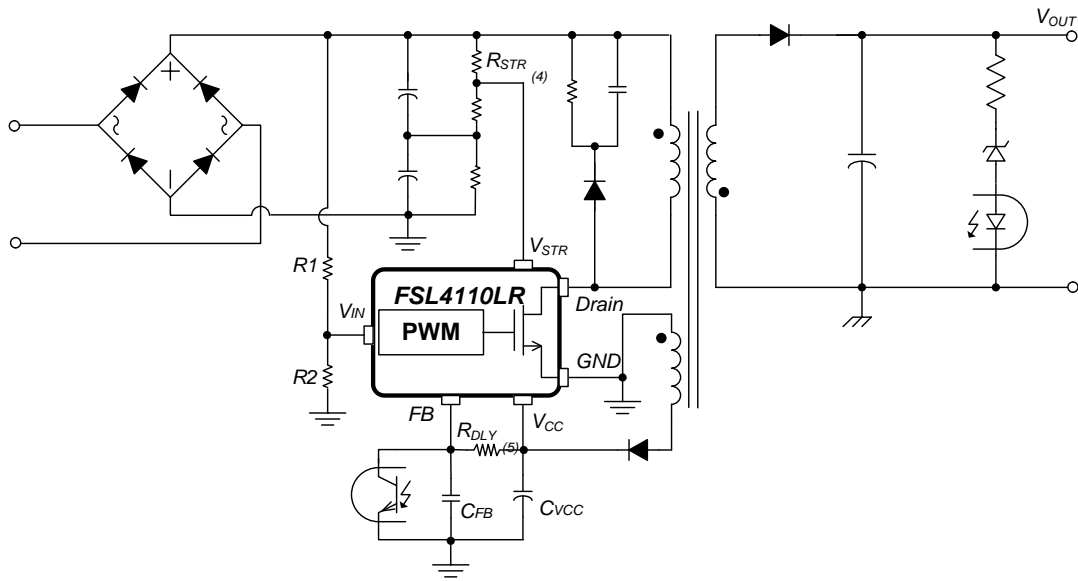 VOUT
RSTR (4)
+
–
VSTR
R1
FSL4110LR
Drain
VIN
PWM
R2
GND
FB
VCC
RDLY (5)
CFB
CVCC